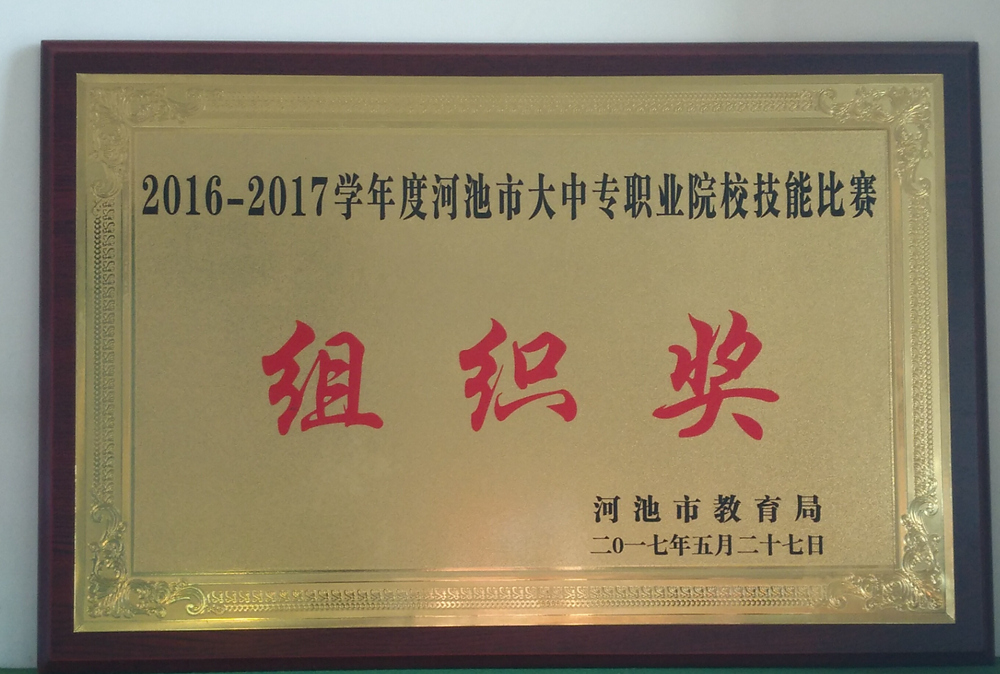 2016-2017学年度河池市大中专职业院校技能比赛
组织奖
河池市教育局
二〇一七年五月二十七日